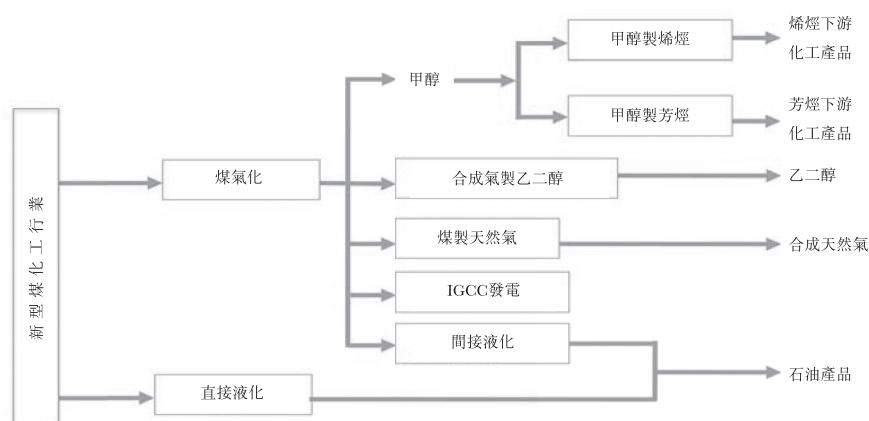 烯烴下游
化工產品
甲醇製烯烴
甲醇
甲醇製芳烴
芳烴下游
化工產品
新型煤化工行業
煤氣化
合成氣製乙二醇
乙二醇
煤製天然氣
合成天然氣
IGCC發電
間接液化
石油產品
直接液化